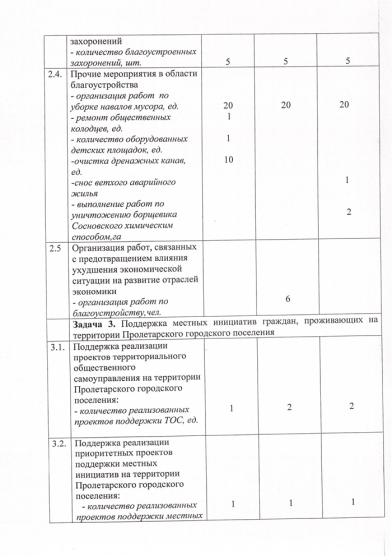 захоронений
- количество благоустроенных
захоронений, шт. 5 5 5
2.4. Прочие мероприятия в области
благоустройства
- организация работ по
уборке навалов мусора, ед. 20 20 20
- ремонт общественных 1
колодцев, ед.
- количество оборудованных 1
детских площадок, ед.
-очистка дренажных канав, 10
ед.
-снос ветхого аварийного 1
жилья
- выполнение работ по
уничтожению борщевика 2
Сосновского химическим
способом,га
2.5 Организация работ, связанных
с предотвращением влияния
ухудшения экономической
ситуации на развитие отраслей
экономики
- организация работ по 6
благоустройству,чел.
Задача 3. Поддержка местных инициатив граждан, проживающих на
территории Пролетарского городского поселения
3.1. Поддержка реализации
проектов территориального
общественного
самоуправления на территории
Пролетарского городского
поселения:
- количество реализованных 1 2 2
проектов поддержки ТОС, ед.
3.2. Поддержка реализации
приоритетных проектов
поддержки местных
инициатив на территории
Пролетарского городского
поселения:
- количество реализованных 1 1 1
проектов поддержки местных